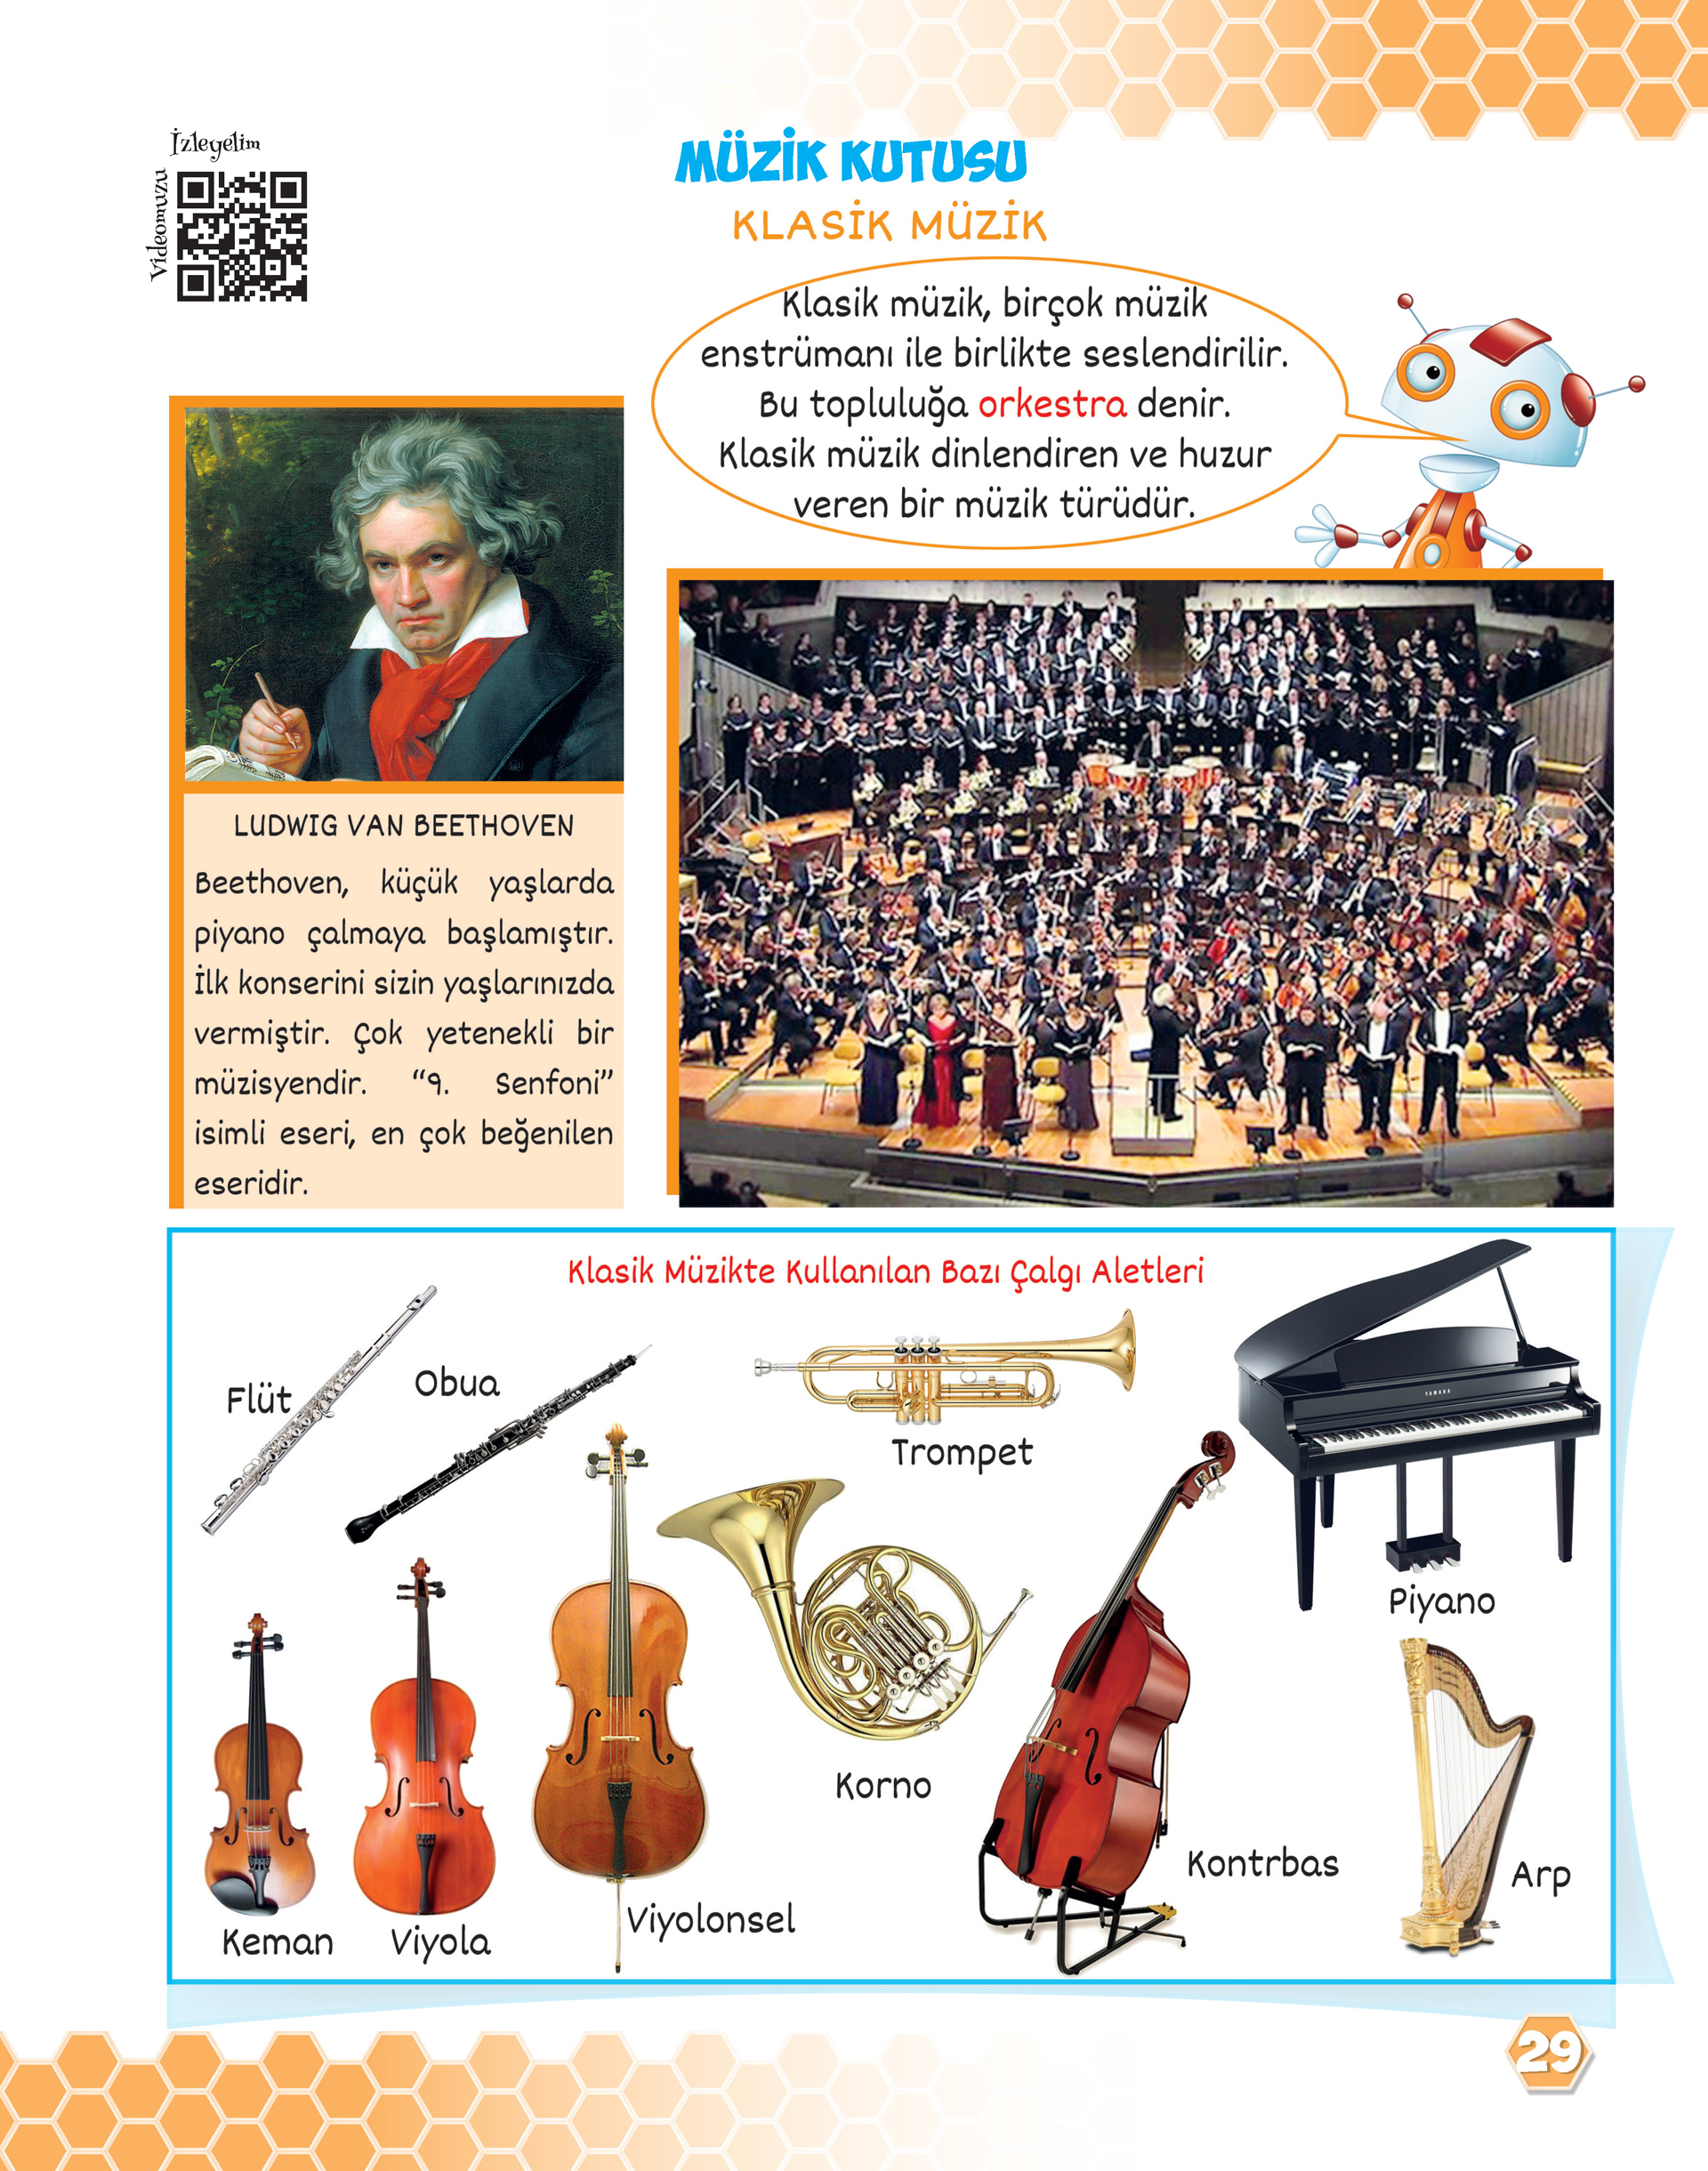 İzleyelim
Videomuzu
MÜZİK KUTUSU
KLASİK MÜZİK
Klasik müzik, birçok müzik
enstrümanı ile birlikte seslendirilir.
Bu topluluğa orkestra denir.
Klasik müzik dinlendiren ve huzur
veren bir müzik türüdür.
LUDWIG VAN BEETHOVEN
Beethoven, küçük yaşlarda
piyano çalmaya başlamıştır.
İlk konserini sizin yaşlarınızda
vermiştir. Çok yetenekli bir
müzisyendir. “9. Senfoni”
isimli eseri, en çok beğenilen
eseridir.
Klasik Müzikte Kullanılan Bazı Çalgı Aletleri
Flüt
Obua
Trompet
YAMAHA
Piyano
Korno
Kontrbas
Arp
Viyolonsel
Keman
Viyola
29